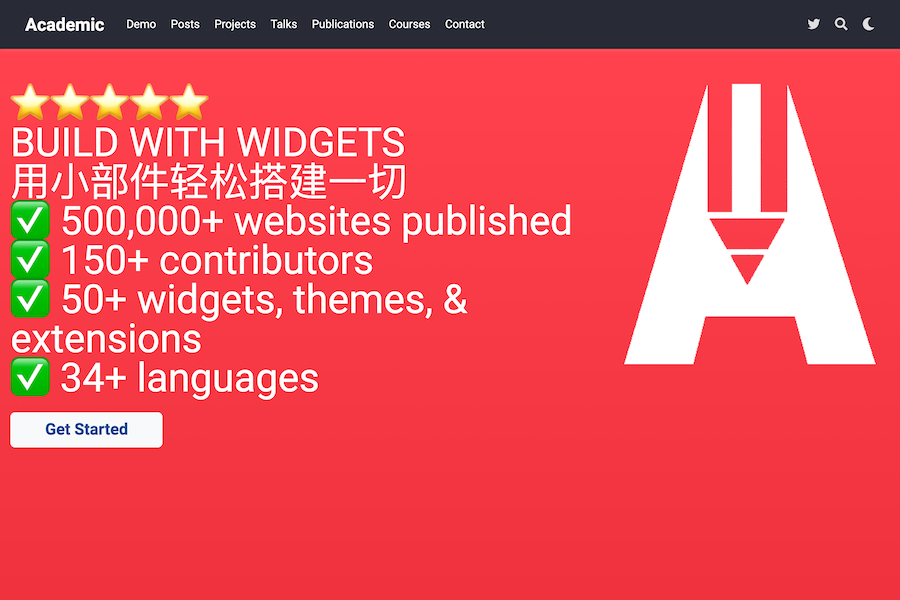 Academic Demo Posts Projects Talks Publications Courses Contact
⭐⭐⭐⭐⭐
BUILD WITH WIDGETS
用小部件轻松搭建一切
✅ 500,000+ websites published
✅ 150+ contributors
✅ 50+ widgets, themes, &
extensions
✅ 34+ languages
Get Started